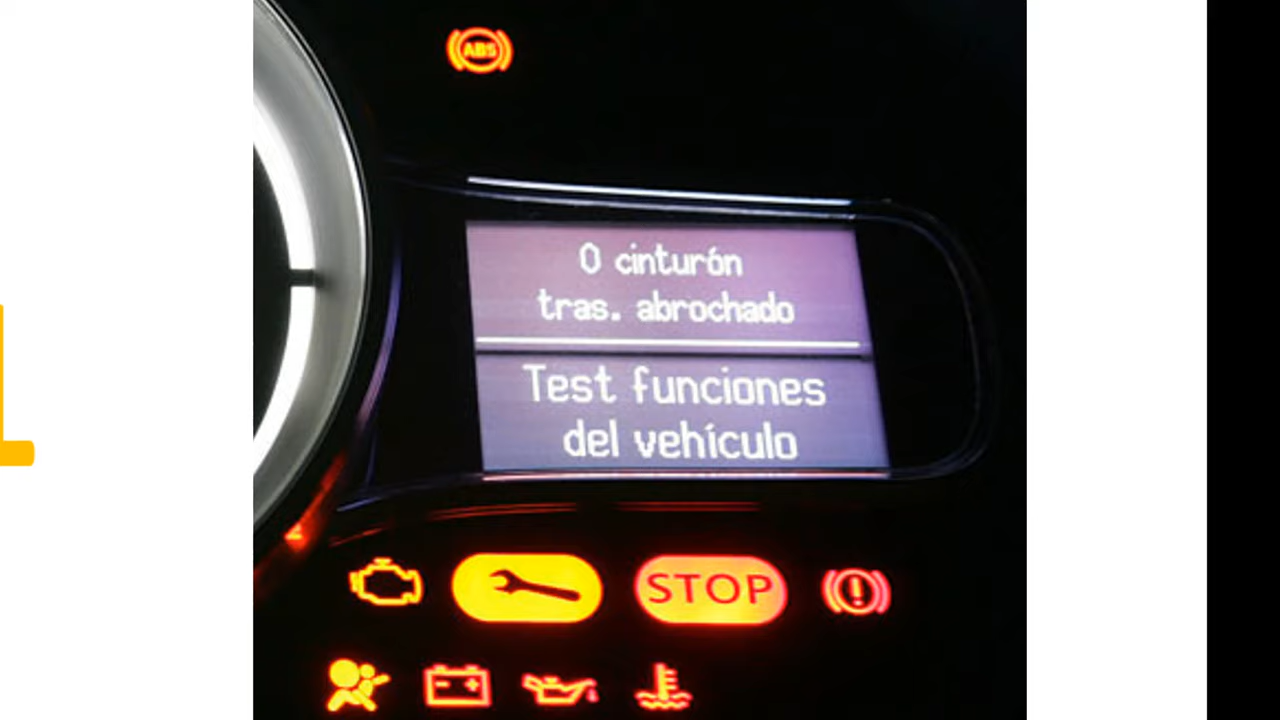 ABS
0 cinturón
tras. abrochado
Test funciones
del vehículo
STOP